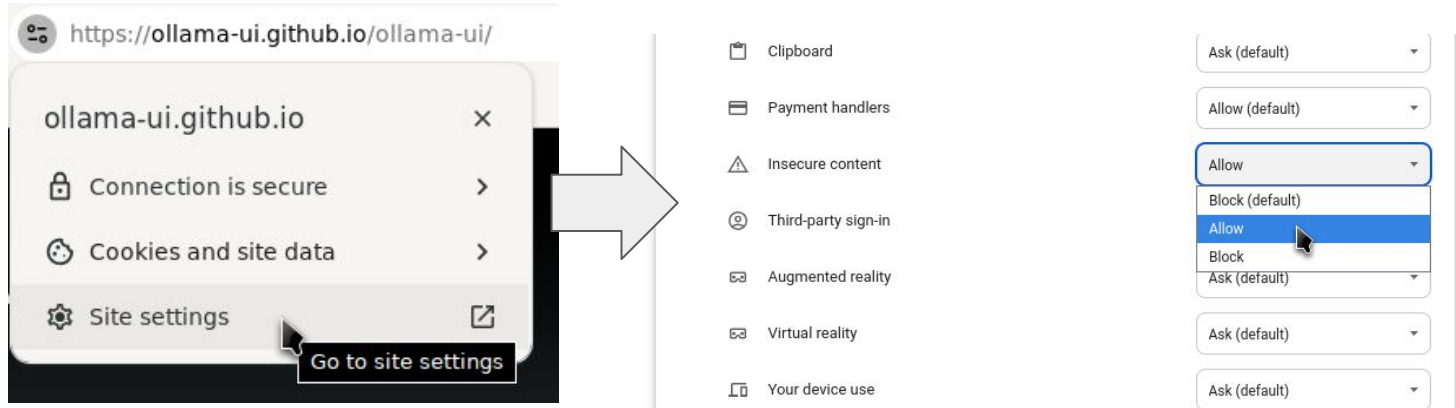 https://ollama-ui.github.io/ollama-ui/
ollama-ui.github.io
Connection is secure
Cookies and site data
Site settings
Go to site settings
Clipboard
Ask (default)
Payment handlers
Allow (default)
Insecure content
Allow
Block (default)
Allow
Block
Third-party sign-in
Augmented reality
Ask (default)
Virtual reality
Ask (default)
Your device use
Ask (default)